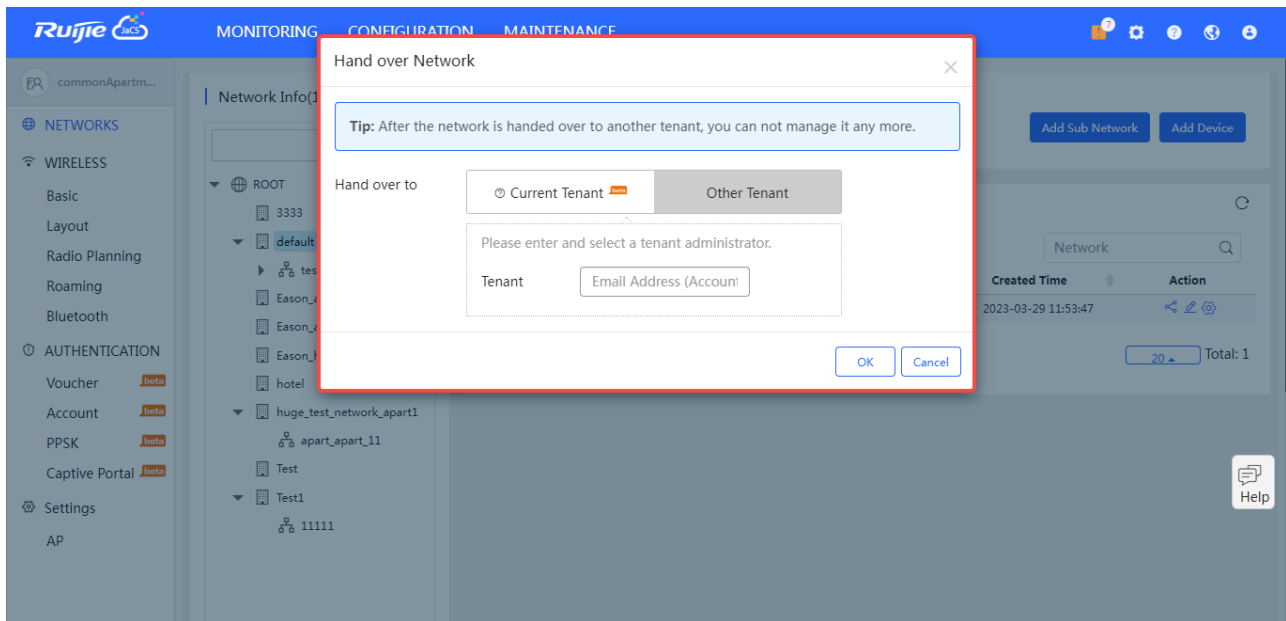 Ruijie JaCS MONITORING CONFIGURATION MAINTENANCE 7
commonApartm...
NETWORKS
WIRELESS
Basic
Layout
Radio Planning
Roaming
Bluetooth
AUTHENTICATION
Voucher beta
Account beta
PPSK beta
Captive Portal beta
Settings
AP
Network Info(1
ROOT
3333
default
tes
Eason_a
Eason_a
Eason_h
hotel
huge_test_network_apart1
apart_apart_11
Test
Test1
11111
Hand over Network
Tip: After the network is handed over to another tenant, you can not manage it any more.
Hand over to
Current Tenant beta
Other Tenant
Please enter and select a tenant administrator.
Tenant
Email Address (Account
OK
Cancel
Add Sub Network
Add Device
Network
Created Time
Action
2023-03-29 11:53:47
20
Total: 1
Help